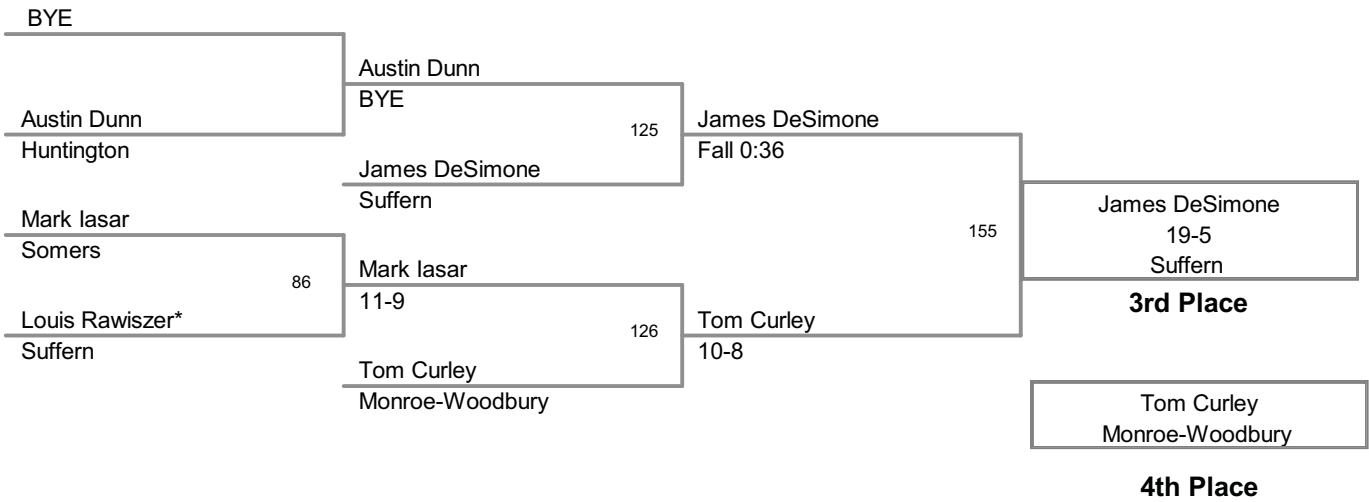 BYE
Austin Dunn
BYE
Austin Dunn
Huntington
125
James DeSimone
Fall 0:36
James DeSimone
Suffern
Mark Iasar
Somers
155
James DeSimone
19-5
Suffern
3rd Place
86
Mark Iasar
11-9
Louis Rawiszer*
Suffern
126
Tom Curley
10-8
Tom Curley
Monroe-Woodbury
Tom Curley
Monroe-Woodbury
4th Place